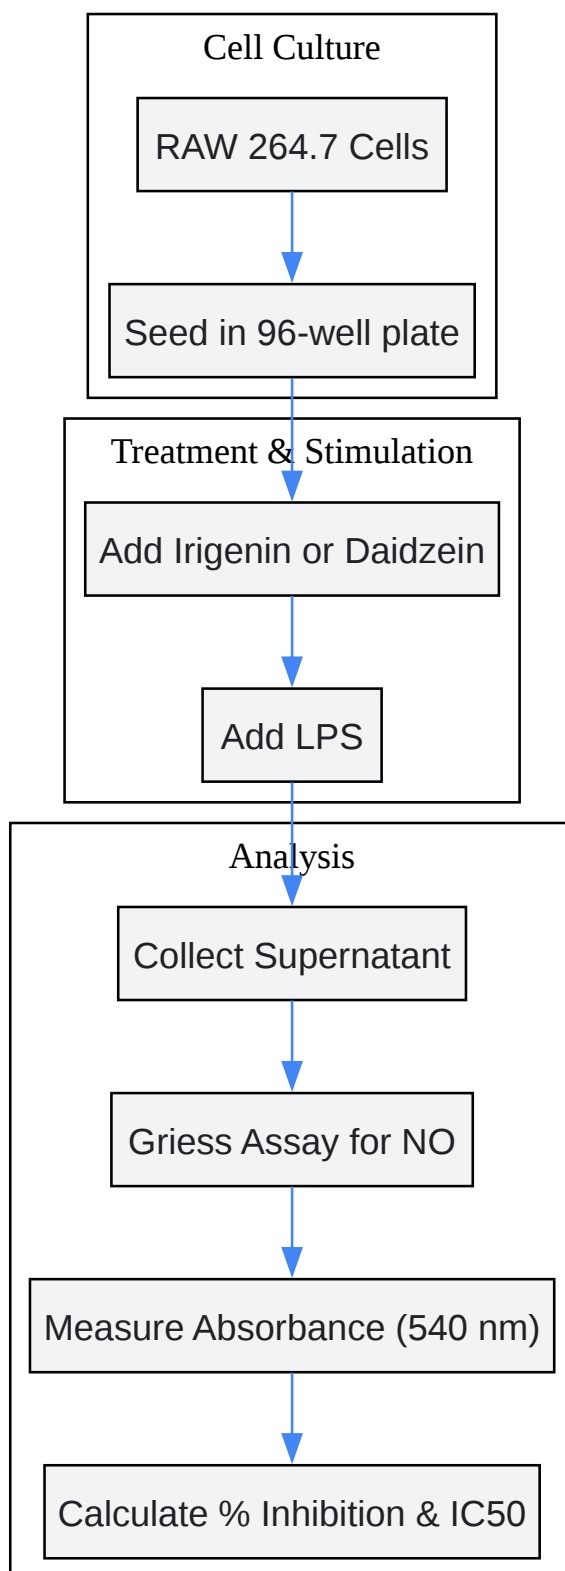 Cell Culture
RAW 264.7 Cells
Seed in 96-well plate
Treatment & Stimulation
Add Irigenin or Daidzein
Add LPS
Analysis
Collect Supernatant
Griess Assay for NO
Measure Absorbance (540 nm)
Calculate % Inhibition & IC50